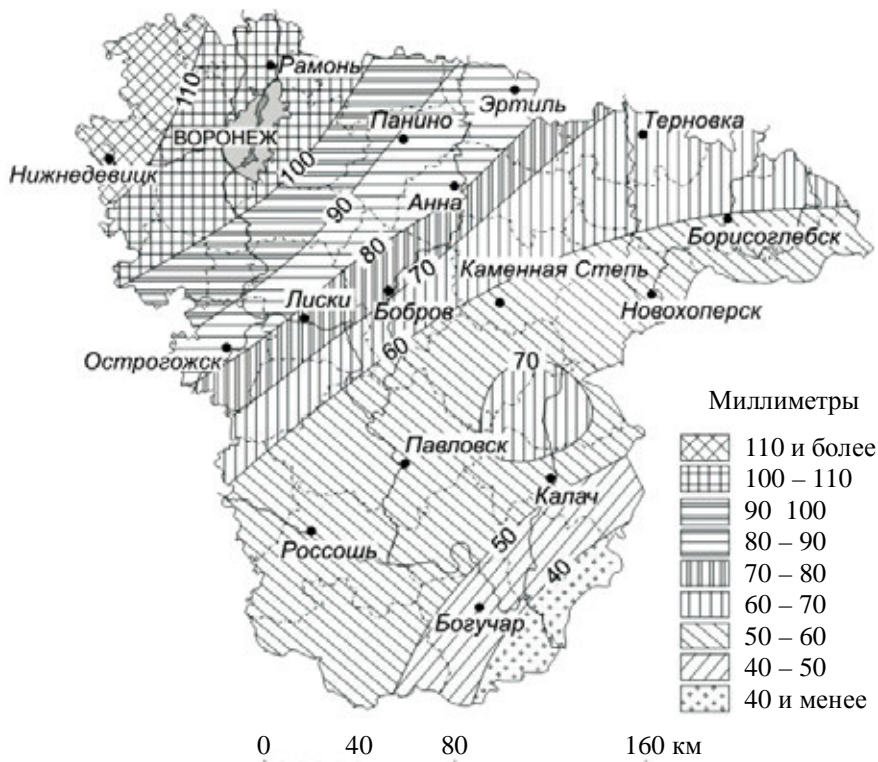 Рамонь
110
Эртиль
ВОРОНЕЖ
Панино
Терновка
Нижнедевицк
100
Анна
90
Борисоглебск
80
Каменная Степь
70
Лиски
Бобров
Новохоперск
Острогожск
60
70
Миллиметры
110 и более
100 – 110
90 100
80 – 90
70 – 80
60 – 70
50 – 60
40 – 50
40 и менее
Павловск
Калач
Россошь
50
40
Богучар
0 40 80 160 км